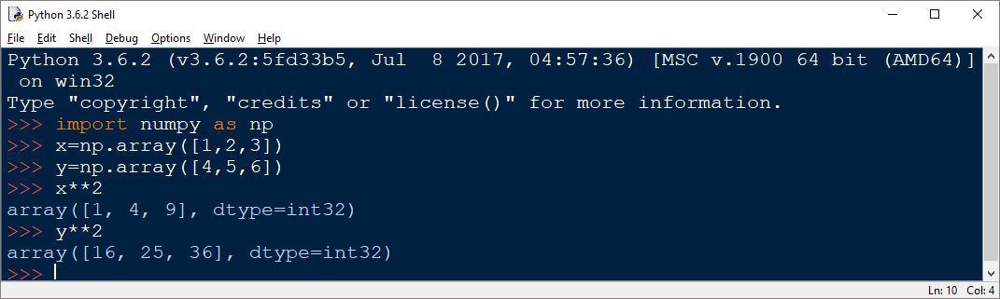 Python 3.6.2 Shell
File Edit Shell Debug Options Window Help
Python 3.6.2 (v3.6.2:5fd33b5, Jul  8 2017, 04:57:36) [MSC v.1900 64 bit (AMD64)]
 on win32
Type "copyright", "credits" or "license()" for more information.
>>> import numpy as np
>>> x=np.array([1,2,3])
>>> y=np.array([4,5,6])
>>> x**2
array([1, 4, 9], dtype=int32)
>>> y**2
array([16, 25, 36], dtype=int32)
>>>
Ln: 10 Col: 4